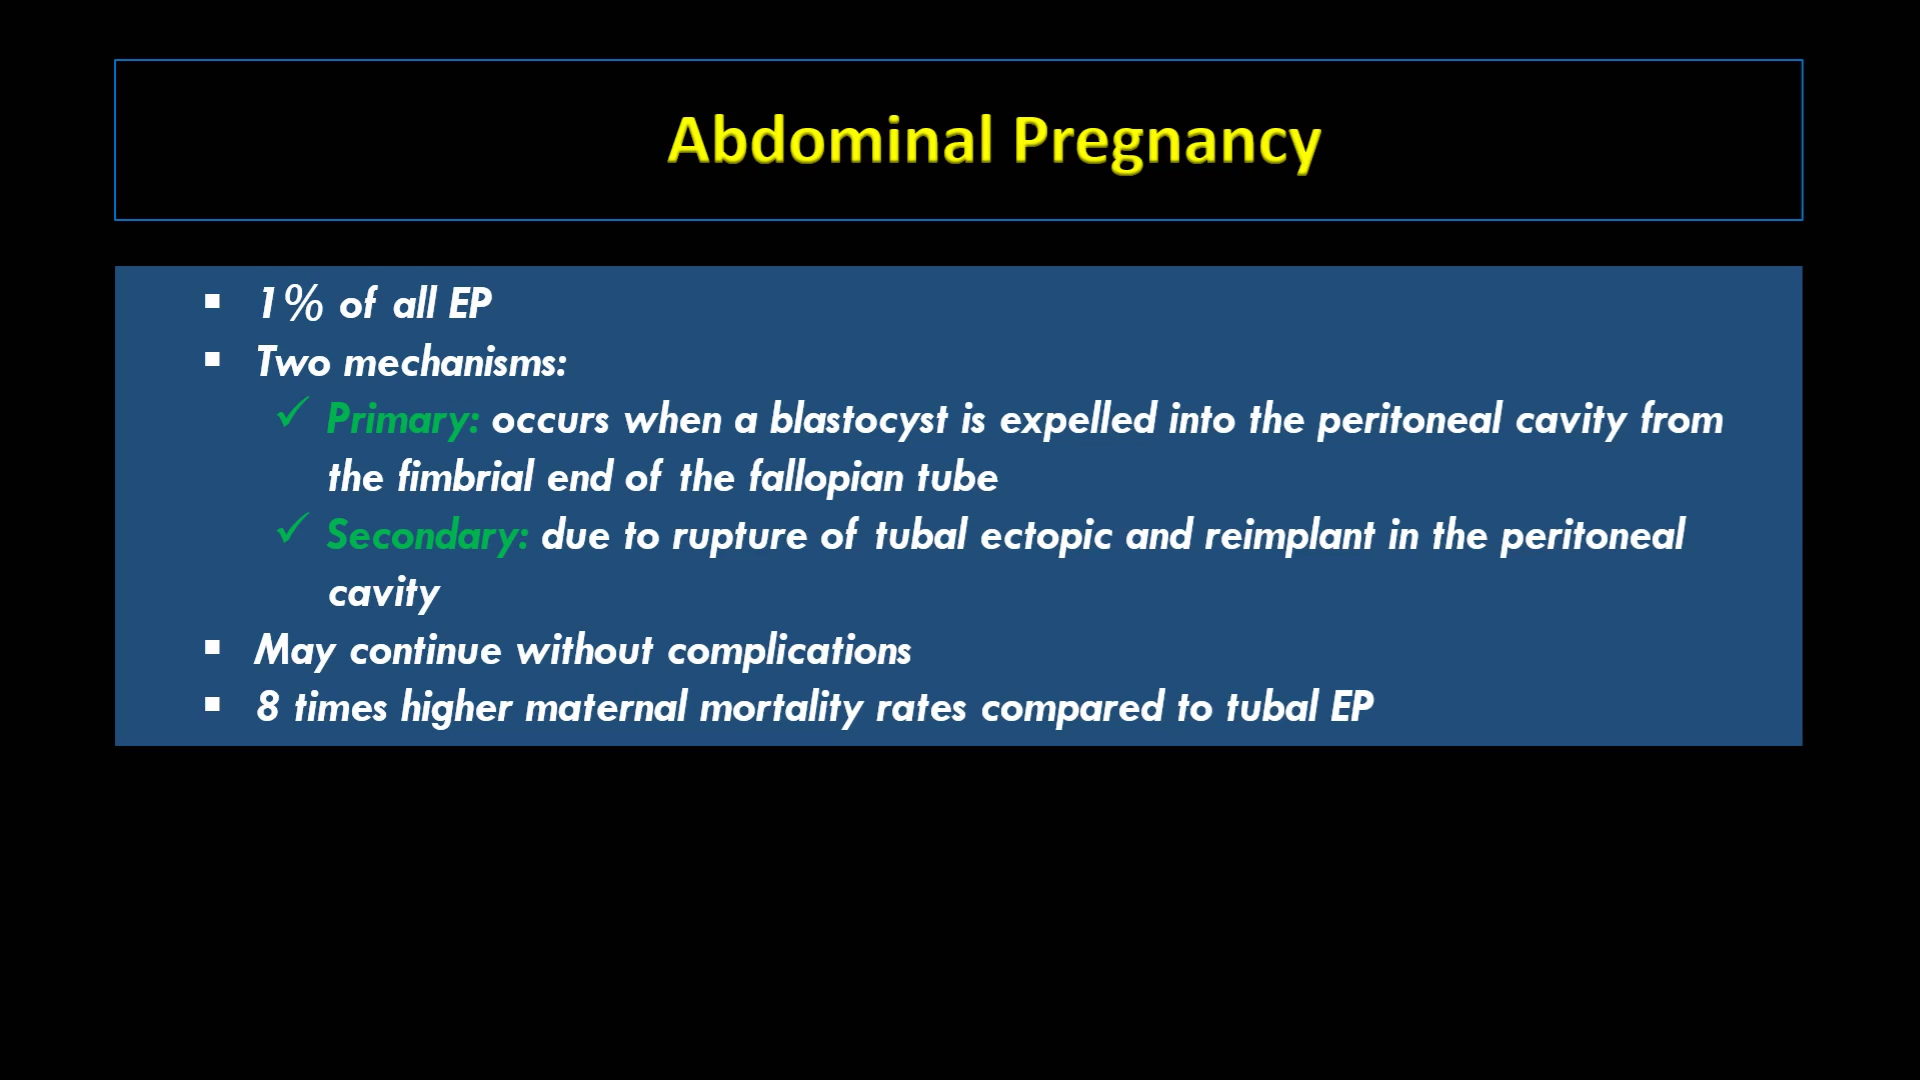 Abdominal Pregnancy
▪ 1% of all EP
▪ Two mechanisms:
✓ Primary: occurs when a blastocyst is expelled into the peritoneal cavity from
the fimbrial end of the fallopian tube
✓ Secondary: due to rupture of tubal ectopic and reimplant in the peritoneal
cavity
▪ May continue without complications
▪ 8 times higher maternal mortality rates compared to tubal EP